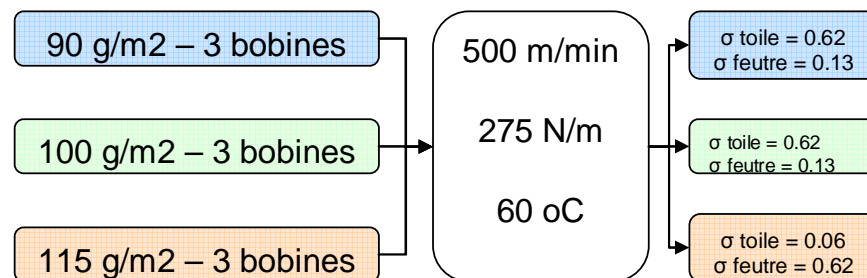 90 g/m2 – 3 bobines
100 g/m2 – 3 bobines
115 g/m2 – 3 bobines
500 m/min
275 N/m
60 oC
σ toile = 0.62
σ feutre = 0.13
σ toile = 0.62
σ feutre = 0.13
σ toile = 0.06
σ feutre = 0.62